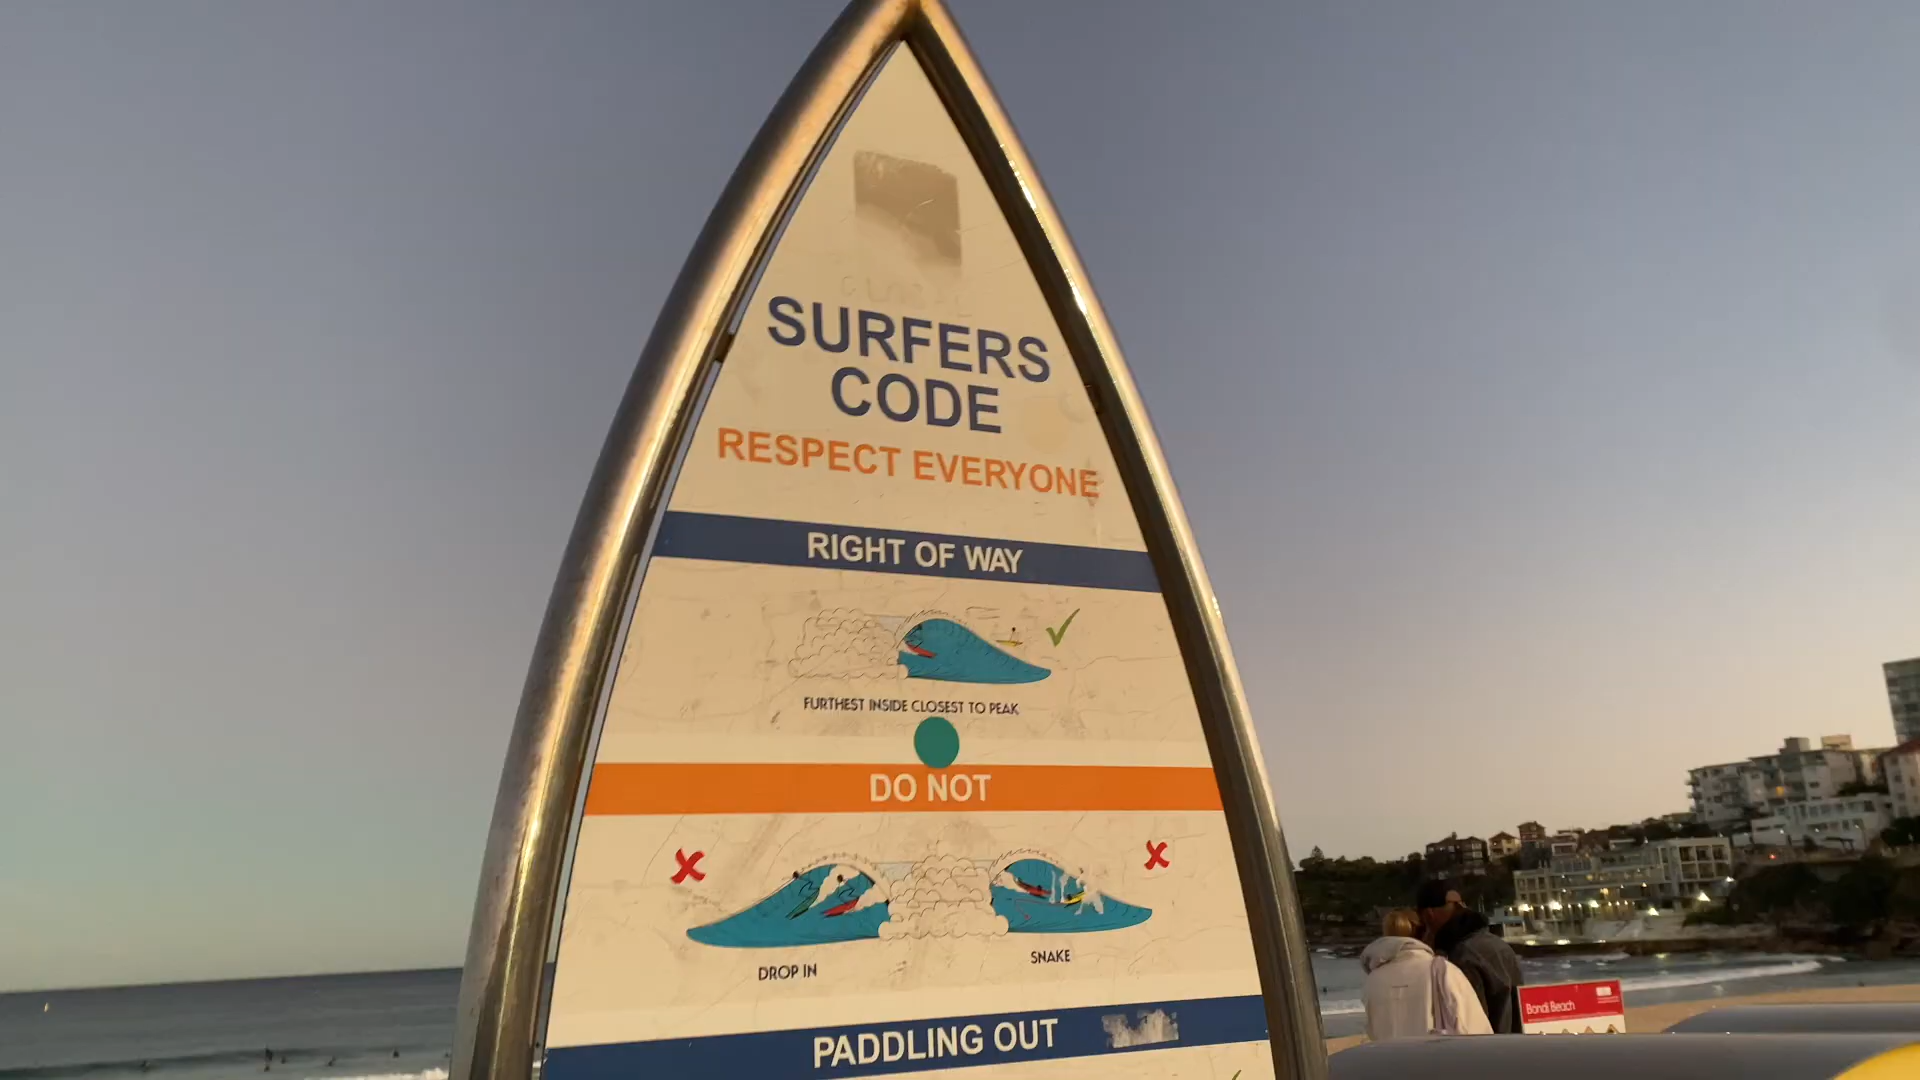 SURFERS
CODE
RESPECT EVERYONE
RIGHT OF WAY
FURTHEST INSIDE CLOSEST TO PEAK
DO NOT
DROP IN
SNAKE
PADDLING OUT
Bondi Beach